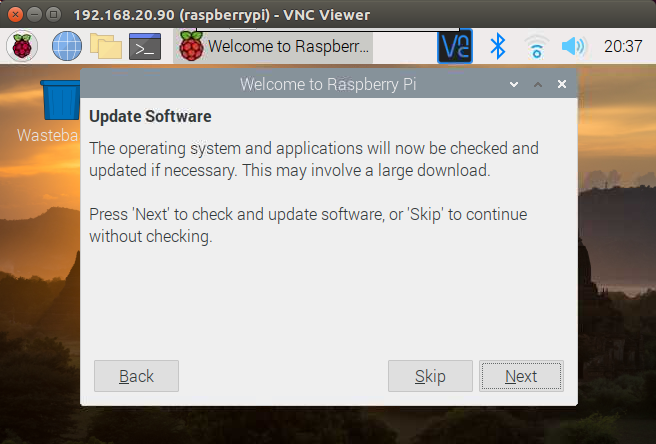 192.168.20.90 (raspberrypi) - VNC Viewer
Welcome to Raspberr...
20:37
Welcome to Raspberry Pi
Wasteba
Update Software
The operating system and applications will now be checked and
updated if necessary. This may involve a large download.
Press 'Next' to check and update software, or 'Skip' to continue
without checking.
Back
Skip
Next